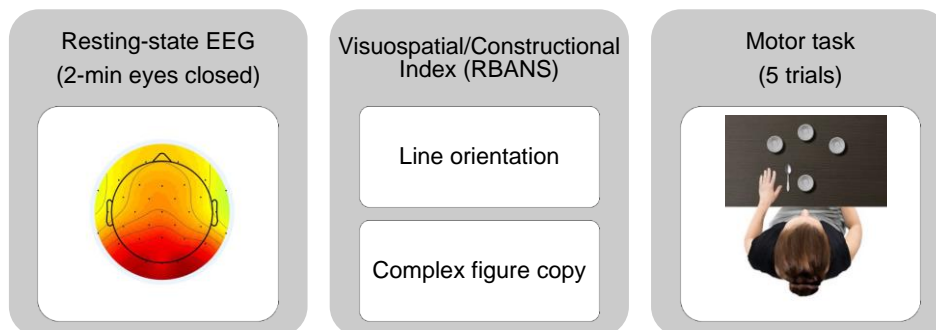 Resting-state EEG
(2-min eyes closed)
Visuospatial/Constructional
Index (RBANS)
Line orientation
Complex figure copy
Motor task
(5 trials)